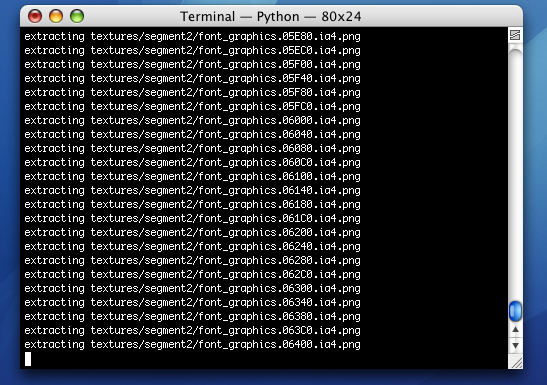 Terminal — Python — 80x24
extracting textures/segment2/font_graphics.05E80.ia4.png
extracting textures/segment2/font_graphics.05EC0.ia4.png
extracting textures/segment2/font_graphics.05F00.ia4.png
extracting textures/segment2/font_graphics.05F40.ia4.png
extracting textures/segment2/font_graphics.05F80.ia4.png
extracting textures/segment2/font_graphics.05FC0.ia4.png
extracting textures/segment2/font_graphics.06000.ia4.png
extracting textures/segment2/font_graphics.06040.ia4.png
extracting textures/segment2/font_graphics.06080.ia4.png
extracting textures/segment2/font_graphics.060C0.ia4.png
extracting textures/segment2/font_graphics.06100.ia4.png
extracting textures/segment2/font_graphics.06140.ia4.png
extracting textures/segment2/font_graphics.06180.ia4.png
extracting textures/segment2/font_graphics.061C0.ia4.png
extracting textures/segment2/font_graphics.06200.ia4.png
extracting textures/segment2/font_graphics.06240.ia4.png
extracting textures/segment2/font_graphics.06280.ia4.png
extracting textures/segment2/font_graphics.062C0.ia4.png
extracting textures/segment2/font_graphics.06300.ia4.png
extracting textures/segment2/font_graphics.06340.ia4.png
extracting textures/segment2/font_graphics.06380.ia4.png
extracting textures/segment2/font_graphics.063C0.ia4.png
extracting textures/segment2/font_graphics.06400.ia4.png